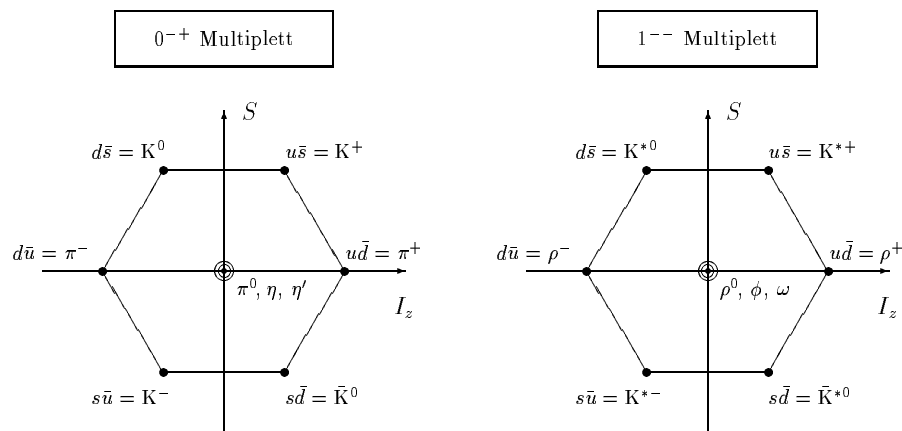 0⁻⁺ Multiplett
1⁻⁻ Multiplett
S
S
ds̄ = K⁰
us̄ = K⁺
ds̄ = K*⁰
us̄ = K*⁺
dū = π⁻
ud̄ = π⁺
dū = ρ⁻
ud̄ = ρ⁺
π⁰, η, η′
ρ⁰, ϕ, ω
I_z
I_z
sū = K⁻
sd̄ = K̄⁰
sū = K*⁻
sd̄ = K̄*⁰